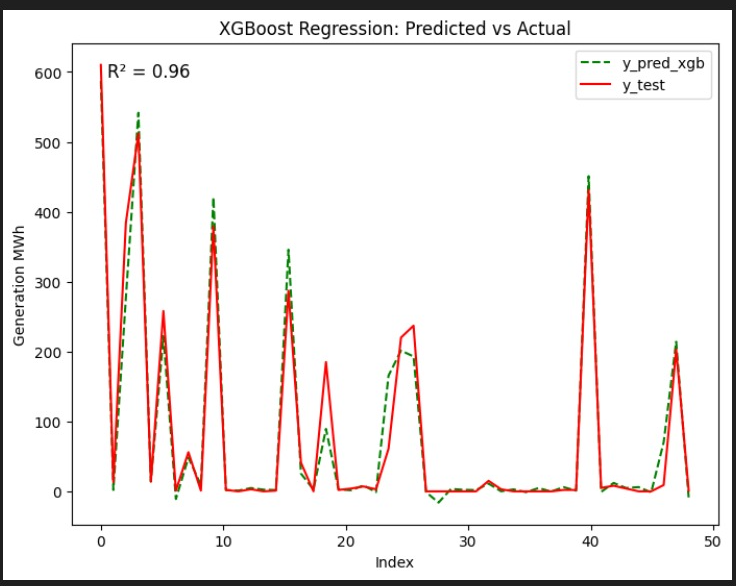 XGBoost Regression: Predicted vs Actual
R² = 0.96
y_pred_xgb
y_test
600
500
400
300
200
100
0
Generation MWh
0 10 20 30 40 50
Index